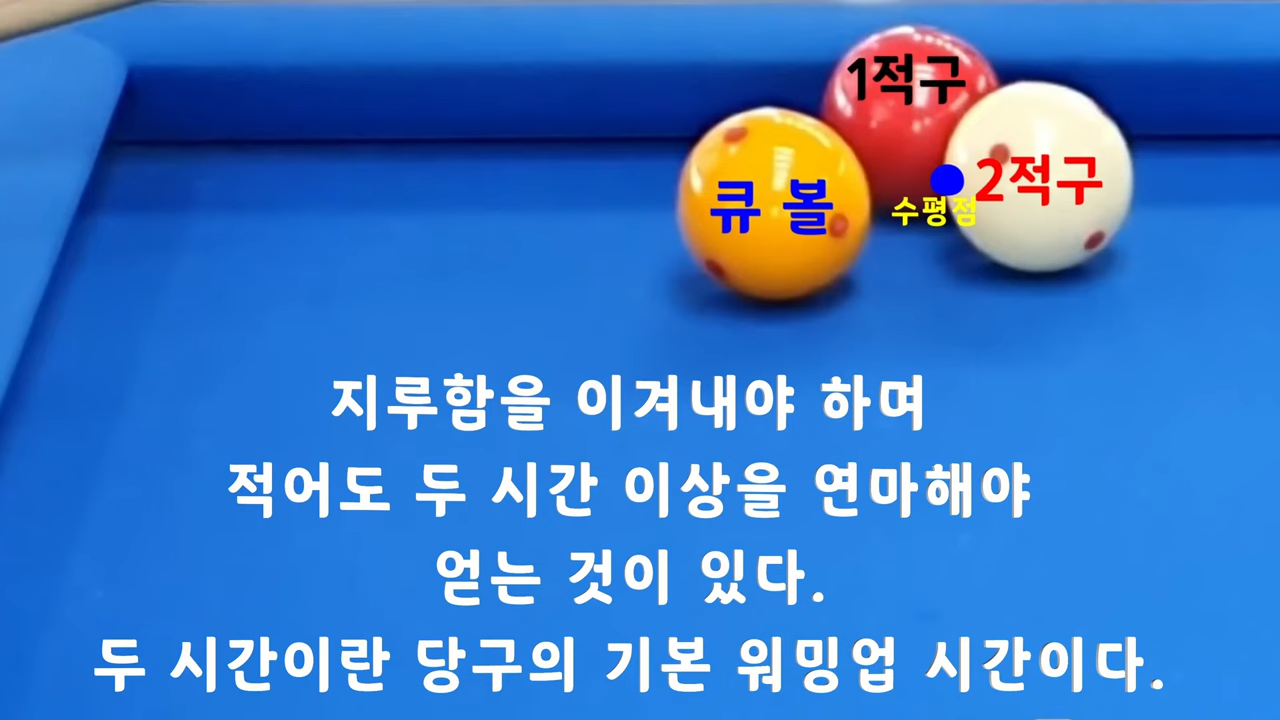 1적구
2적구
큐 볼
수평점
지루함을 이겨내야 하며
적어도 두 시간 이상을 연마해야
얻는 것이 있다.
두 시간이란 당구의 기본 워밍업 시간이다.